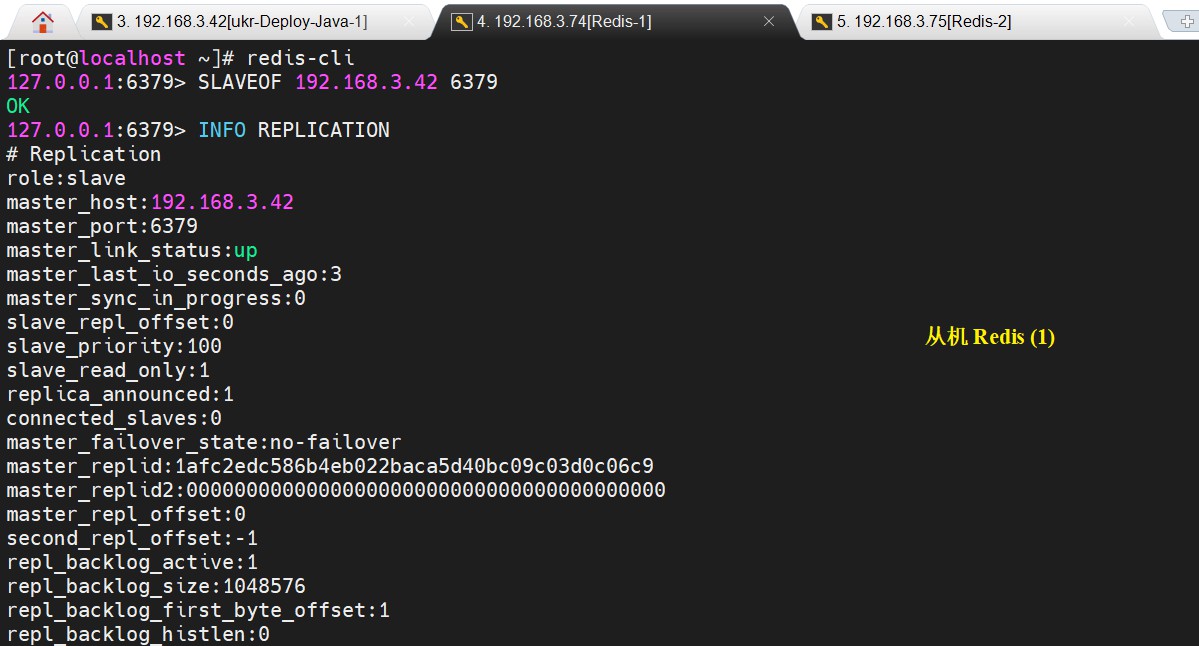 3. 192.168.3.42[ukr-Deploy-Java-1]
4. 192.168.3.74[Redis-1]
5. 192.168.3.75[Redis-2]
[root@localhost ~]# redis-cli
127.0.0.1:6379> SLAVEOF 192.168.3.42 6379
OK
127.0.0.1:6379> INFO REPLICATION
# Replication
role:slave
master_host:192.168.3.42
master_port:6379
master_link_status:up
master_last_io_seconds_ago:3
master_sync_in_progress:0
slave_repl_offset:0
slave_priority:100
slave_read_only:1
replica_announced:1
connected_slaves:0
master_failover_state:no-failover
master_replid:1afc2edc586b4eb022baca5d40bc09c03d0c06c9
master_replid2:0000000000000000000000000000000000000000
master_repl_offset:0
second_repl_offset:-1
repl_backlog_active:1
repl_backlog_size:1048576
repl_backlog_first_byte_offset:1
repl_backlog_histlen:0
从机 Redis (1)